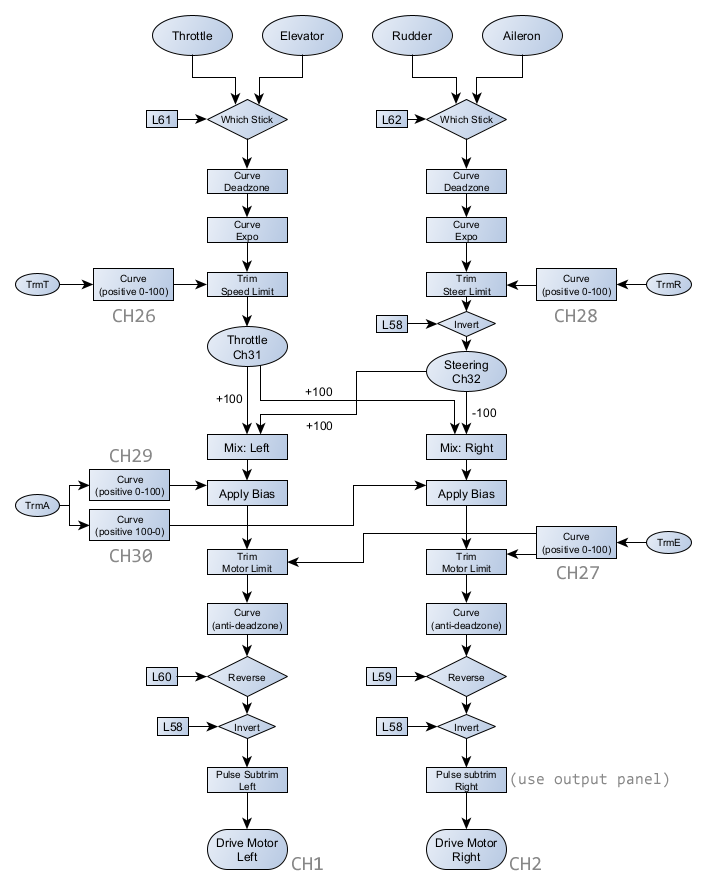 Throttle
Elevator
Rudder
Aileron
L61
Which Stick
L62
Which Stick
Curve
Deadzone
Curve
Deadzone
Curve
Expo
Curve
Expo
TrmT
Curve
(positive 0-100)
CH26
Trim
Speed Limit
Trim
Steer Limit
Curve
(positive 0-100)
CH28
TrmR
L58
Invert
Throttle
Ch31
Steering
Ch32
+100
+100
+100
-100
Mix: Left
Mix: Right
CH29
TrmA
Curve
(positive 0-100)
Curve
(positive 100-0)
CH30
Apply Bias
Apply Bias
Trim
Motor Limit
Trim
Motor Limit
Curve
(positive 0-100)
CH27
TrmE
Curve
(anti-deadzone)
Curve
(anti-deadzone)
L60
Reverse
L59
Reverse
L58
Invert
L58
Invert
Pulse Subtrim
Left
Pulse subtrim
Right
(use output panel)
Drive Motor
Left
CH1
Drive Motor
Right
CH2